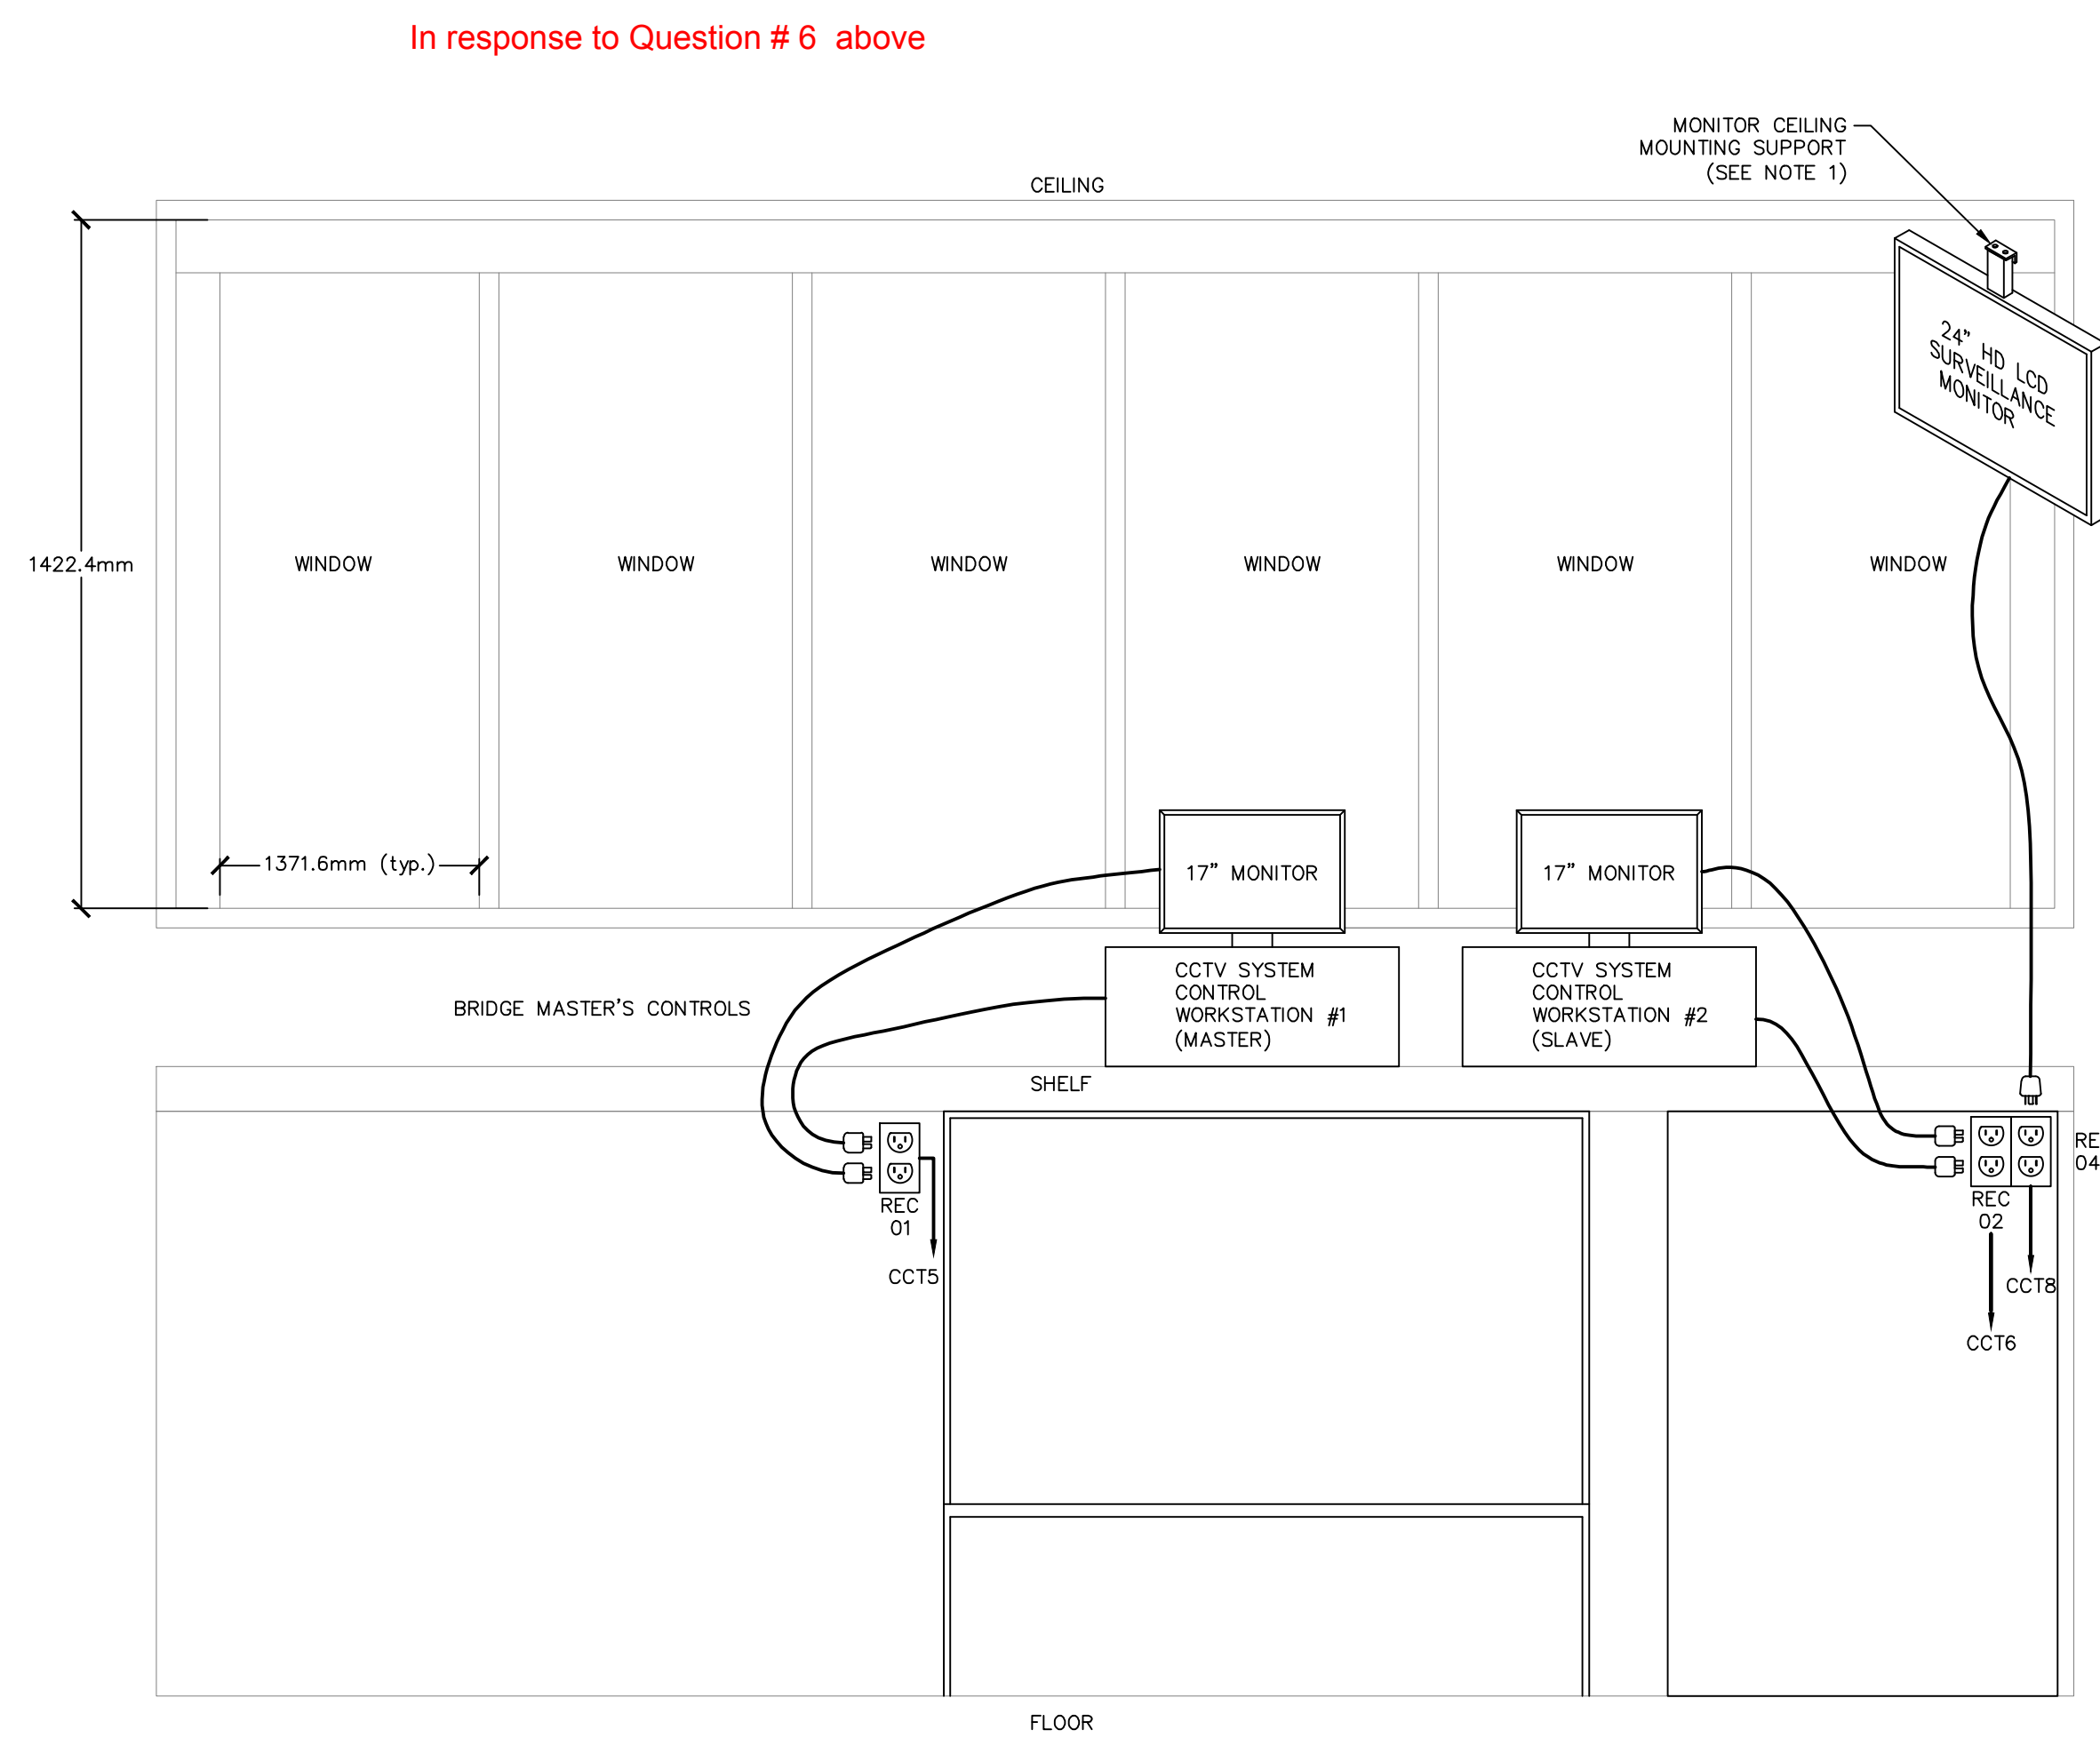 In response to Question # 6 above
MONITOR CEILING
MOUNTING SUPPORT
(SEE NOTE 1)
CEILING
24" HD LCD
SURVEILLANCE
MONITOR
1422.4mm
WINDOW
WINDOW
WINDOW
WINDOW
WINDOW
WINDOW
1371.6mm (typ.)
17" MONITOR
17" MONITOR
BRIDGE MASTER'S CONTROLS
CCTV SYSTEM
CONTROL
WORKSTATION #1
(MASTER)
CCTV SYSTEM
CONTROL
WORKSTATION #2
(SLAVE)
SHELF
REC
01
CCT5
REC
02
CCT6
CCT8
RE
04
FLOOR